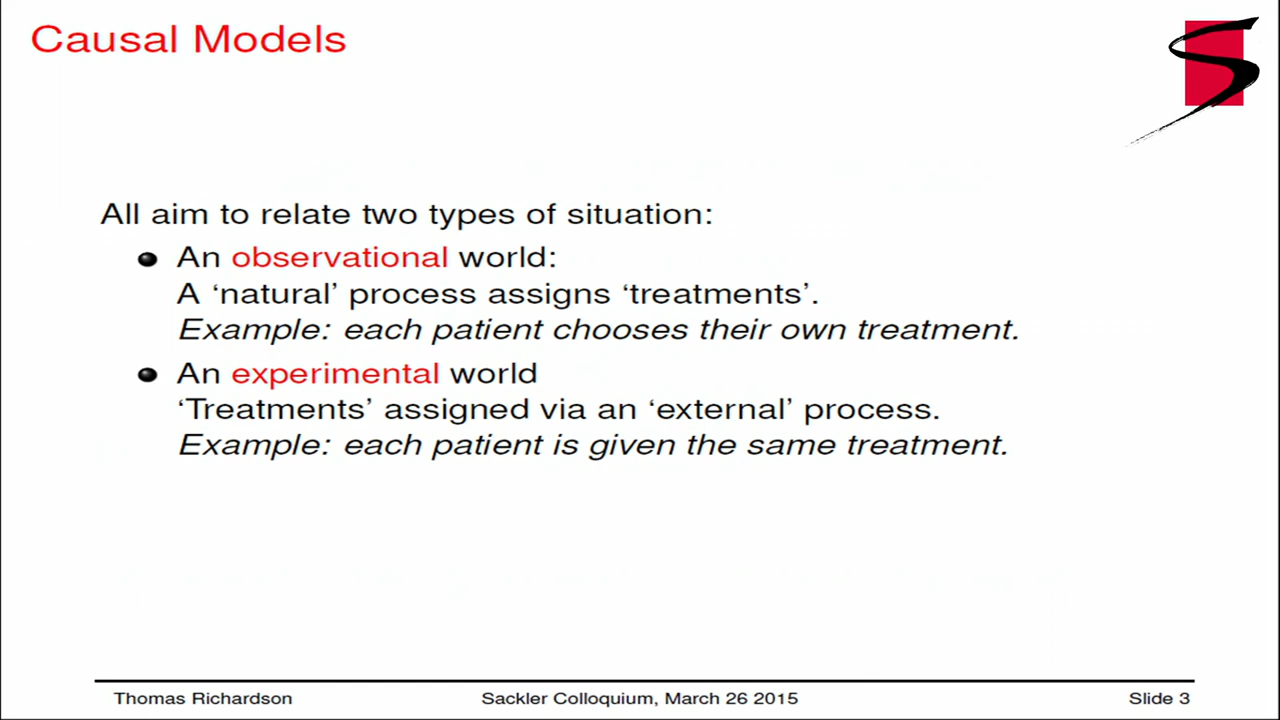 Causal Models
All aim to relate two types of situation:
An observational world:
A ‘natural’ process assigns ‘treatments’.
Example: each patient chooses their own treatment.
An experimental world
‘Treatments’ assigned via an ‘external’ process.
Example: each patient is given the same treatment.
Thomas Richardson
Sackler Colloquium, March 26 2015
Slide 3